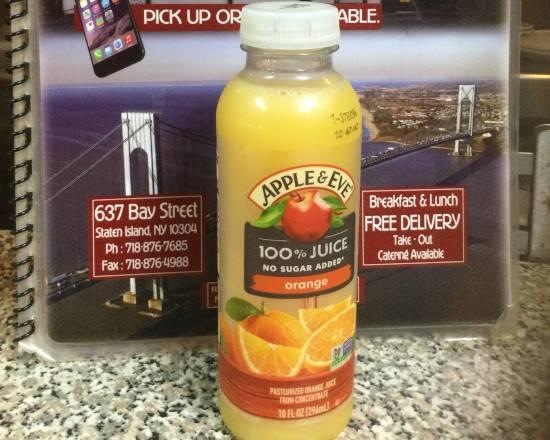 PICK UP OR
ABLE.
637 Bay Street
Staten Island, NY 10304
Ph : 718-876-7685
Fax : 718-876-4988
Breakfast & Lunch
FREE DELIVERY
Take - Out
Catering Available
APPLE & EVE
100% JUICE
NO SUGAR ADDED*
orange
PASTEURIZED ORANGE JUICE
FROM CONCENTRATE
10 FL OZ (296mL)